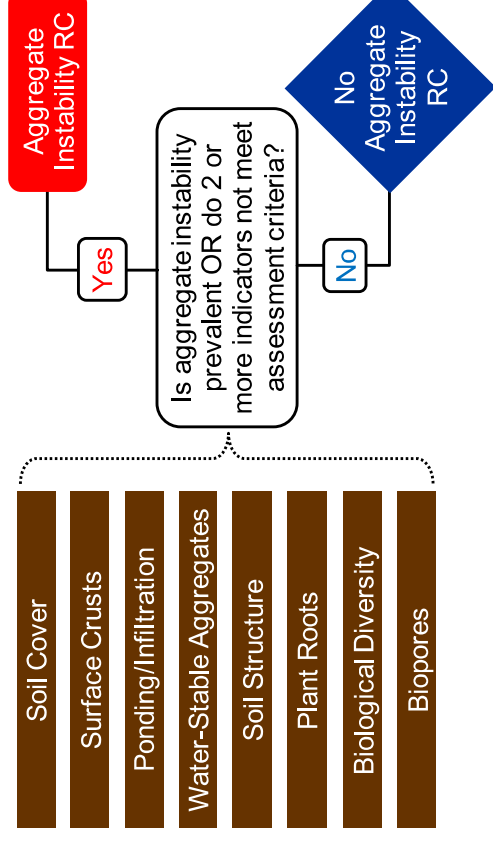 Soil Cover
Surface Crusts
Ponding/Infiltration
Water-Stable Aggregates
Soil Structure
Plant Roots
Biological Diversity
Biopores
Is aggregate instability
prevalent OR do 2 or
more indicators not meet
assessment criteria?
Yes
Aggregate
Instability RC
No
No
Aggregate
Instability
RC